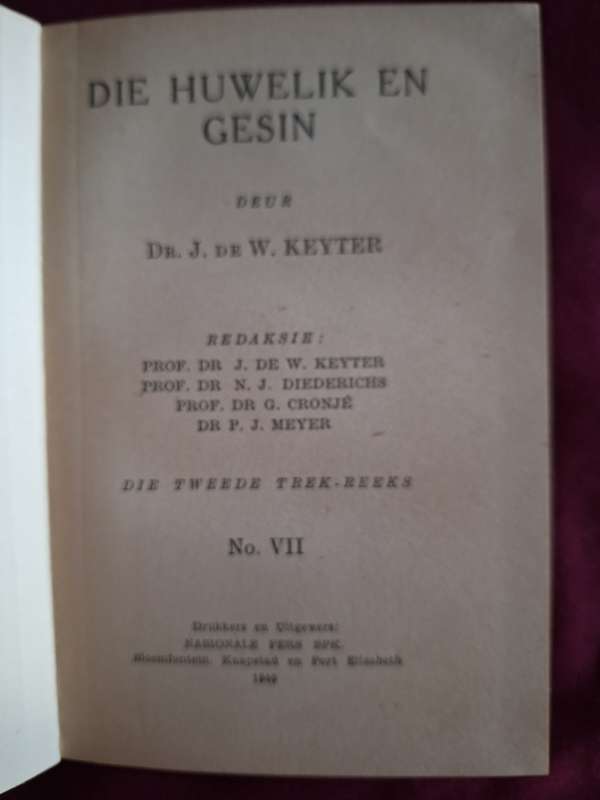 DIE HUWELIK EN
GESIN
DEUR
DR. J. DE W. KEYTER
REDAKSIE:
PROF. DR J. DE W. KEYTER
PROF. DR N. J. DIEDERICHS
PROF. DR G. CRONJÉ
DR P. J. MEYER
DIE TWEEDE TREK-REEKS
No. VII
Drukkers en Uitgewers:
NASIONALE PERS BPK.
Bloemfontein, Kaapstad en Port Elizabeth